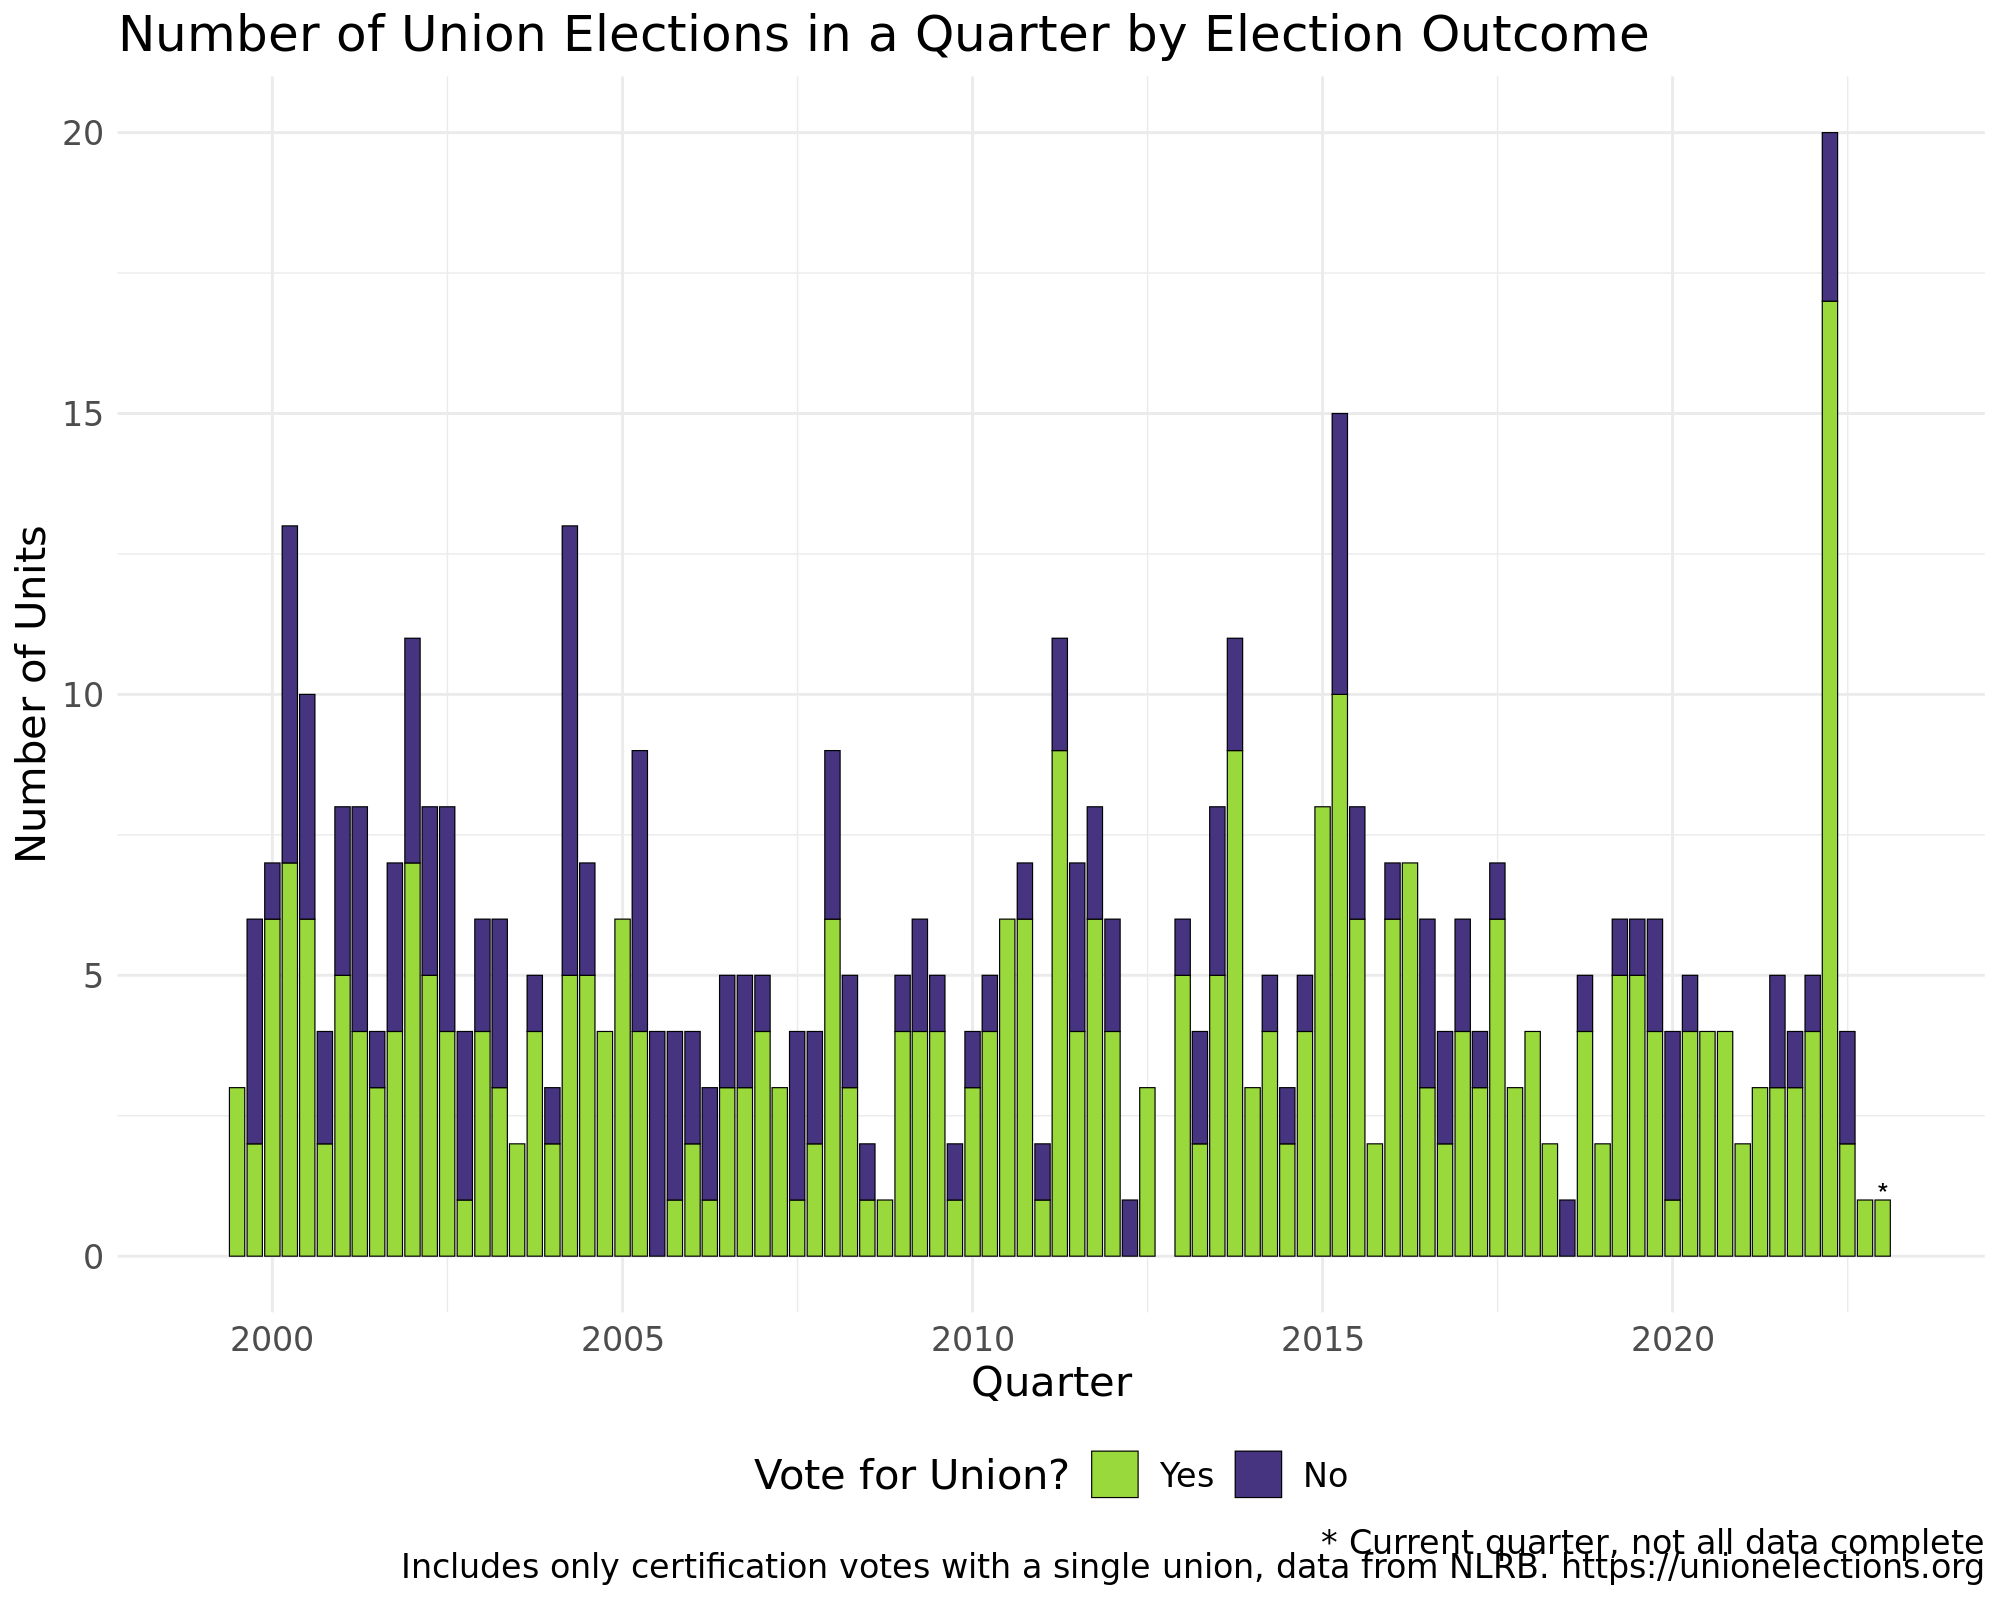 Number of Union Elections in a Quarter by Election Outcome
Number of Units
20
15
10
5
0
*
2000 2005 2010 2015 2020
Quarter
Vote for Union? Yes No
* Current quarter, not all data complete
Includes only certification votes with a single union, data from NLRB. https://unionelections.org